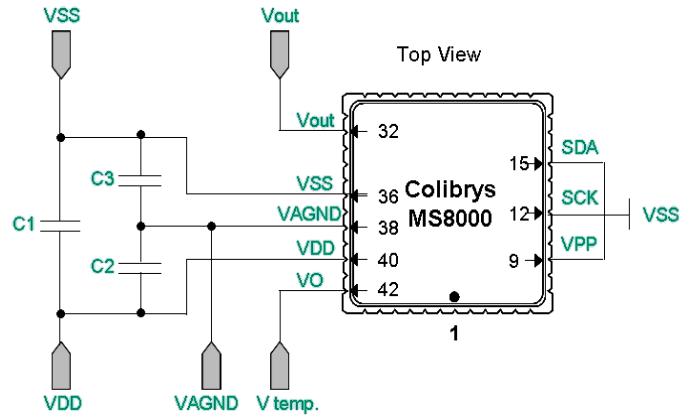 VSS
Vout
Top View
Vout
32
15
SDA
C3
VSS
36
Colibrys
MS8000
12
SCK
VSS
C1
VAGND
38
C2
VDD
40
9
VPP
VO
42
1
VDD
VAGND
V temp.